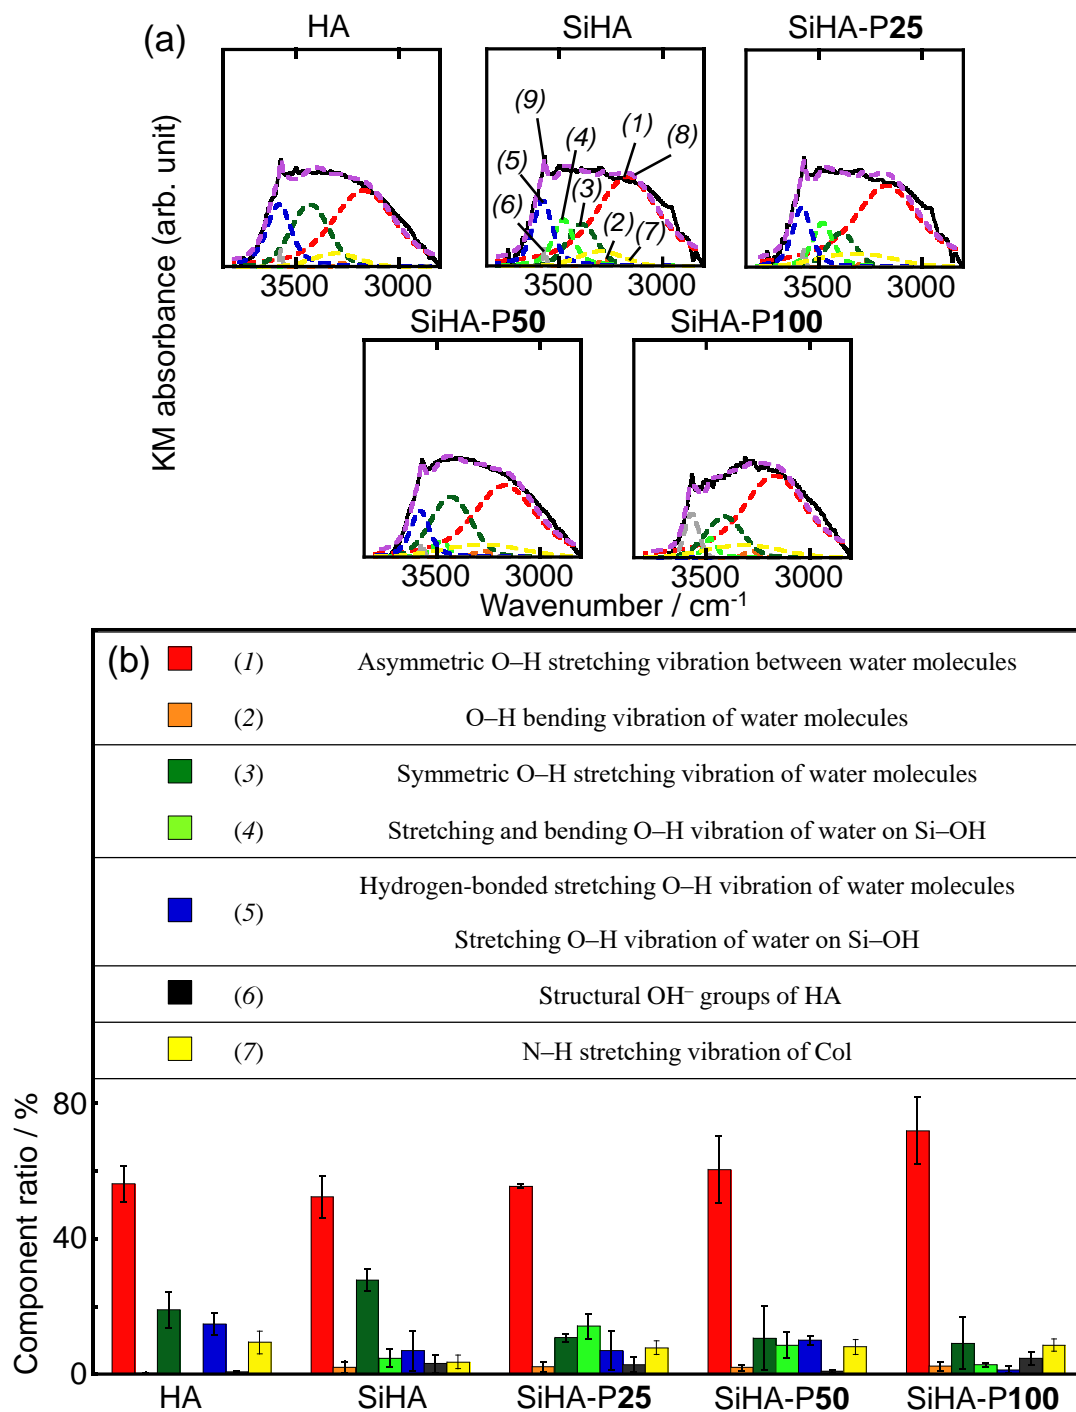 (a)
HA
SiHA
SiHA-P25
KM absorbance (arb. unit)
(9)
(4)
(1)
(8)
(5)
(3)
(6)
(2)
(7)
3500 3000
3500 3000
3500 3000
SiHA-P50
SiHA-P100
3500 3000
3500 3000
Wavenumber / cm⁻¹
(b)
(1) Asymmetric O–H stretching vibration between water molecules
(2) O–H bending vibration of water molecules
(3) Symmetric O–H stretching vibration of water molecules
(4) Stretching and bending O–H vibration of water on Si–OH
(5) Hydrogen-bonded stretching O–H vibration of water molecules
Stretching O–H vibration of water on Si–OH
(6) Structural OH⁻ groups of HA
(7) N–H stretching vibration of Col
Component ratio / %
80
40
0
HA SiHA SiHA-P25 SiHA-P50 SiHA-P100